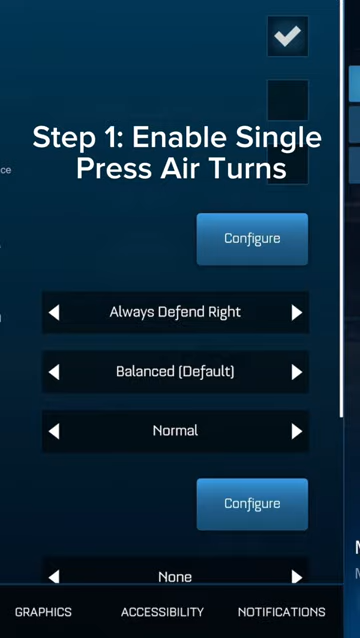 Step 1: Enable Single
Press Air Turns
ce
Configure
Always Defend Right
Balanced (Default)
Normal
Configure
None
GRAPHICS
ACCESSIBILITY
NOTIFICATIONS